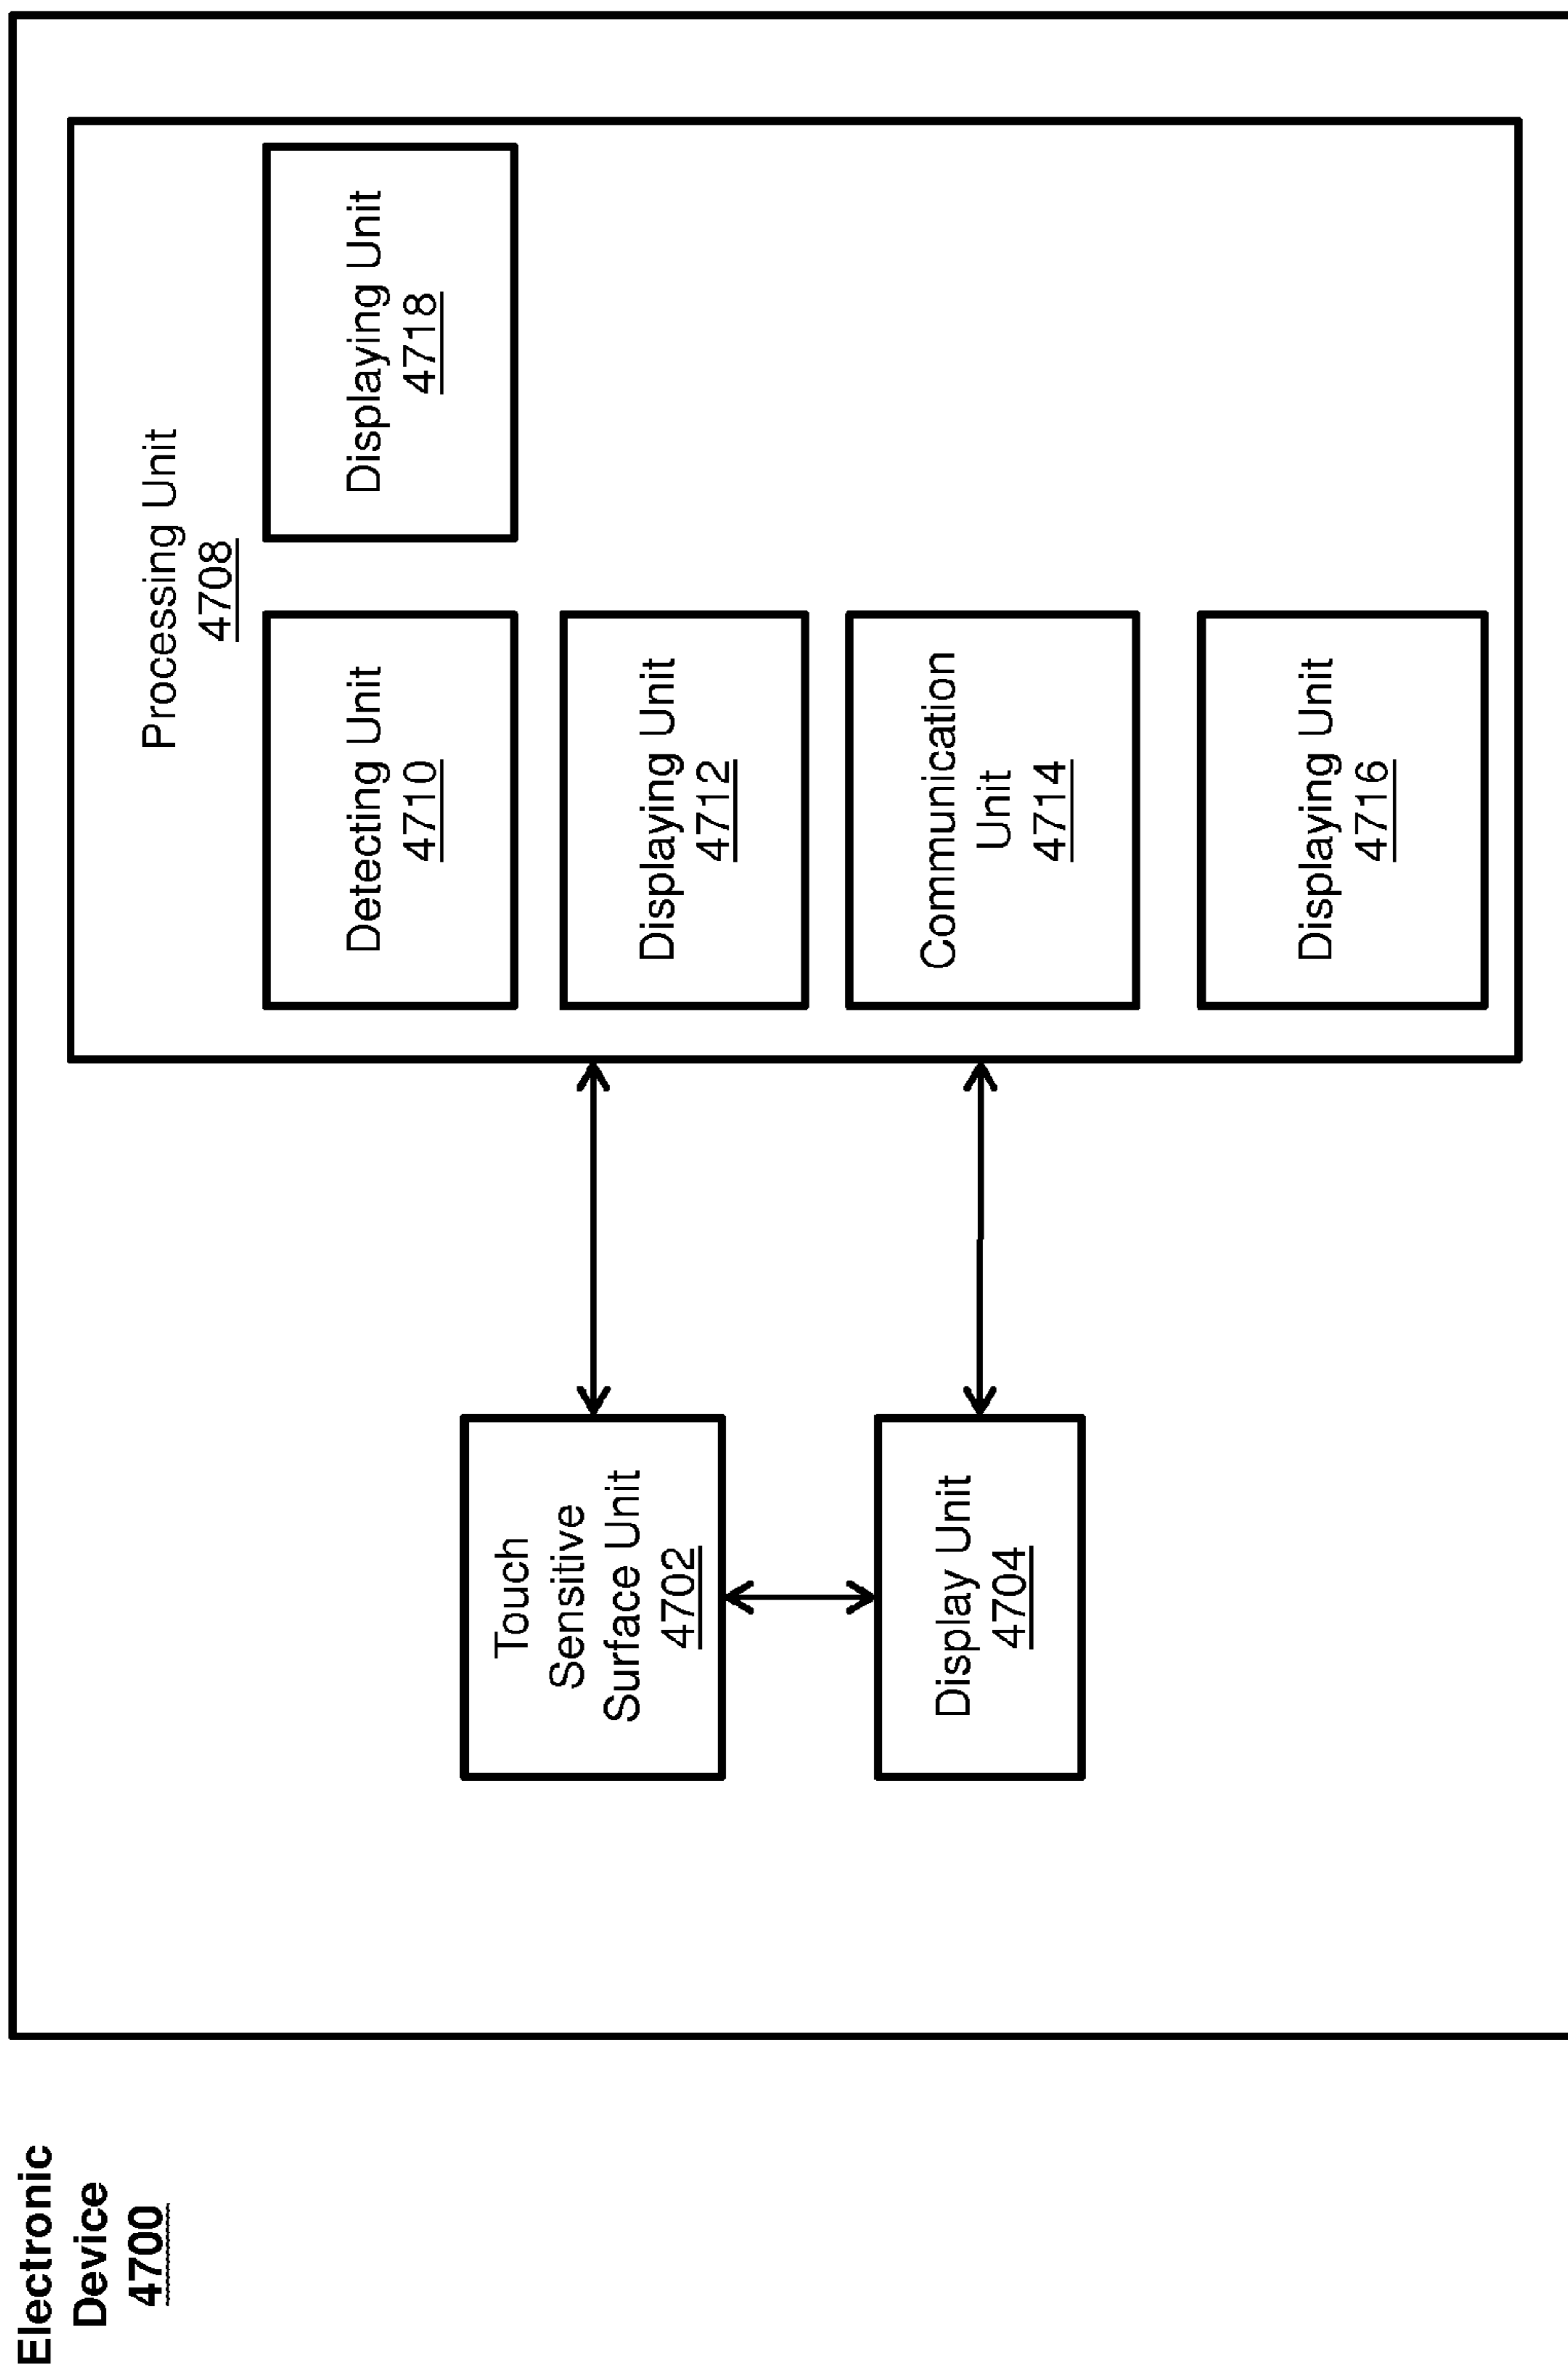 Electronic
Device
4700
Touch
Sensitive
Surface Unit
4702
Display Unit
4704
Processing Unit
4708
Detecting Unit
4710
Displaying Unit
4718
Displaying Unit
4712
Communication
Unit
4714
Displaying Unit
4716